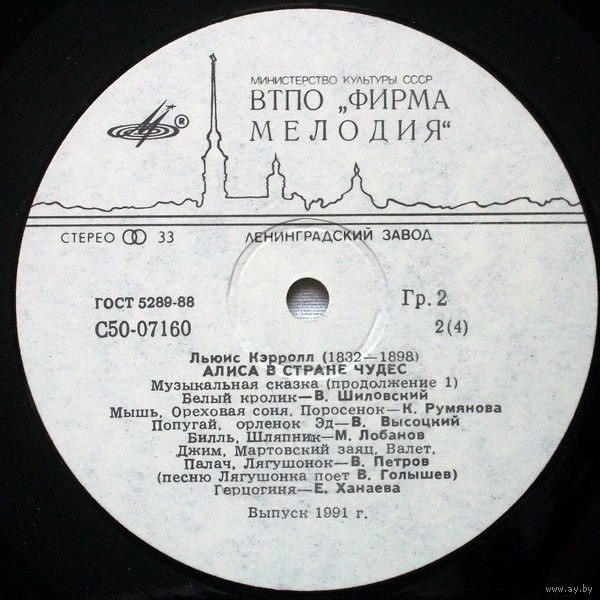 МИНИСТЕРСТВО КУЛЬТУРЫ СССР
ВТПО „ФИРМА
МЕЛОДИЯ“
®
СТЕРЕО 33 ЛЕНИНГРАДСКИЙ ЗАВОД
ГОСТ 5289-88 Гр. 2
С50-07160 2(4)
Льюис Кэрролл (1832—1898)
АЛИСА В СТРАНЕ ЧУДЕС
Музыкальная сказка (продолжение 1)
Белый кролик—В. Шиловский
Мышь, Ореховая соня, Поросенок—К. Румянова
Попугай, орленок Эд—В. Высоцкий
Билль, Шляпник—М. Лобанов
Джим, Мартовский заяц, Валет,
Палач, Лягушонок—В. Петров
(песню Лягушонка поет В. Голышев)
Герцогиня—Е. Ханаева
Выпуск 1991 г.
www.ay.by